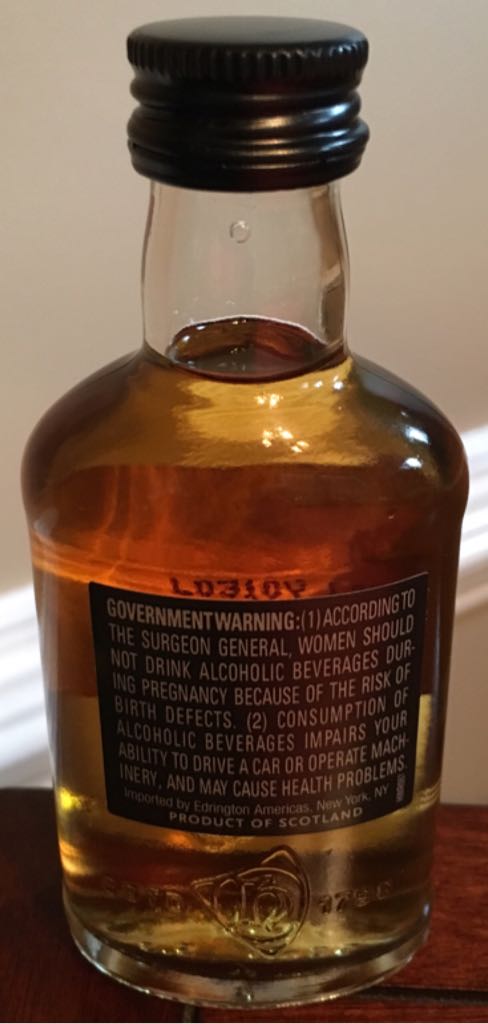 GOVERNMENT WARNING: (1) ACCORDING TO
THE SURGEON GENERAL, WOMEN SHOULD
NOT DRINK ALCOHOLIC BEVERAGES DUR-
ING PREGNANCY BECAUSE OF THE RISK OF
BIRTH DEFECTS. (2) CONSUMPTION OF
ALCOHOLIC BEVERAGES IMPAIRS YOUR
ABILITY TO DRIVE A CAR OR OPERATE MACH-
INERY, AND MAY CAUSE HEALTH PROBLEMS.
Imported by Edrington Americas, New York, NY
PRODUCT OF SCOTLAND